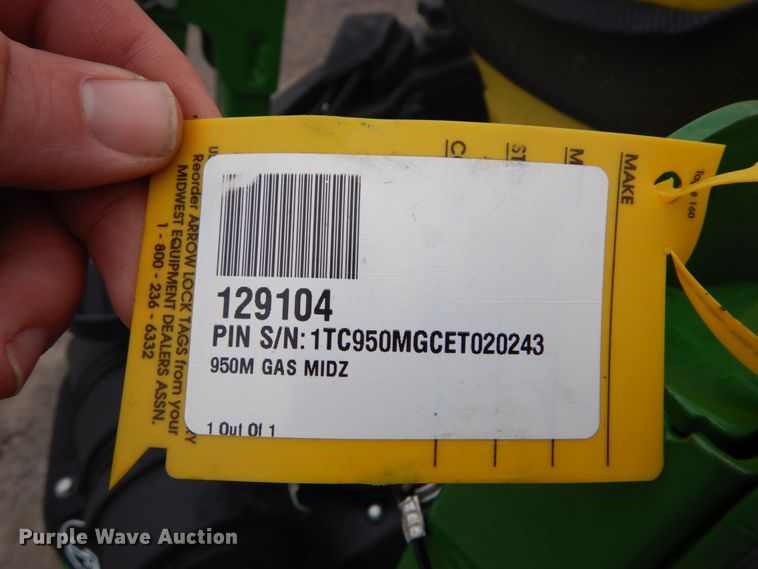 129104
PIN S/N: 1TC950MGCET020243
950M GAS MIDZ
1 Out Of 1
MAKE
Reorder ARROW LOCK TAGS from your
MIDWEST EQUIPMENT DEALERS ASSN.
1 - 800 - 236 - 6332
Purple Wave Auction